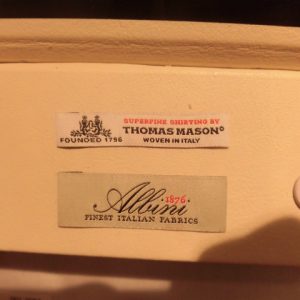 SUPERFINE SHIRTING BY
THOMAS MASON®
FOUNDED 1796
WOVEN IN ITALY
Albini
1876
FINEST ITALIAN FABRICS